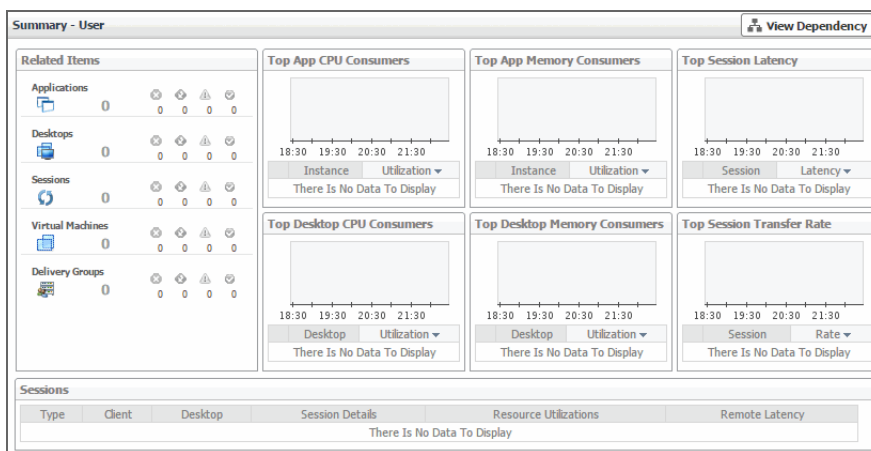 Summary - User
View Dependency
Related Items
Applications
0
0 0 0 0
Desktops
0
0 0 0 0
Sessions
0
0 0 0 0
Virtual Machines
0
0 0 0 0
Delivery Groups
0
0 0 0 0
Top App CPU Consumers
18:30 19:30 20:30 21:30
Instance Utilization
There Is No Data To Display
Top App Memory Consumers
18:30 19:30 20:30 21:30
Instance Utilization
There Is No Data To Display
Top Session Latency
18:30 19:30 20:30 21:30
Session Latency
There Is No Data To Display
Top Desktop CPU Consumers
18:30 19:30 20:30 21:30
Desktop Utilization
There Is No Data To Display
Top Desktop Memory Consumers
18:30 19:30 20:30 21:30
Desktop Utilization
There Is No Data To Display
Top Session Transfer Rate
18:30 19:30 20:30 21:30
Session Rate
There Is No Data To Display
Sessions
Type Client Desktop Session Details Resource Utilizations Remote Latency
There Is No Data To Display